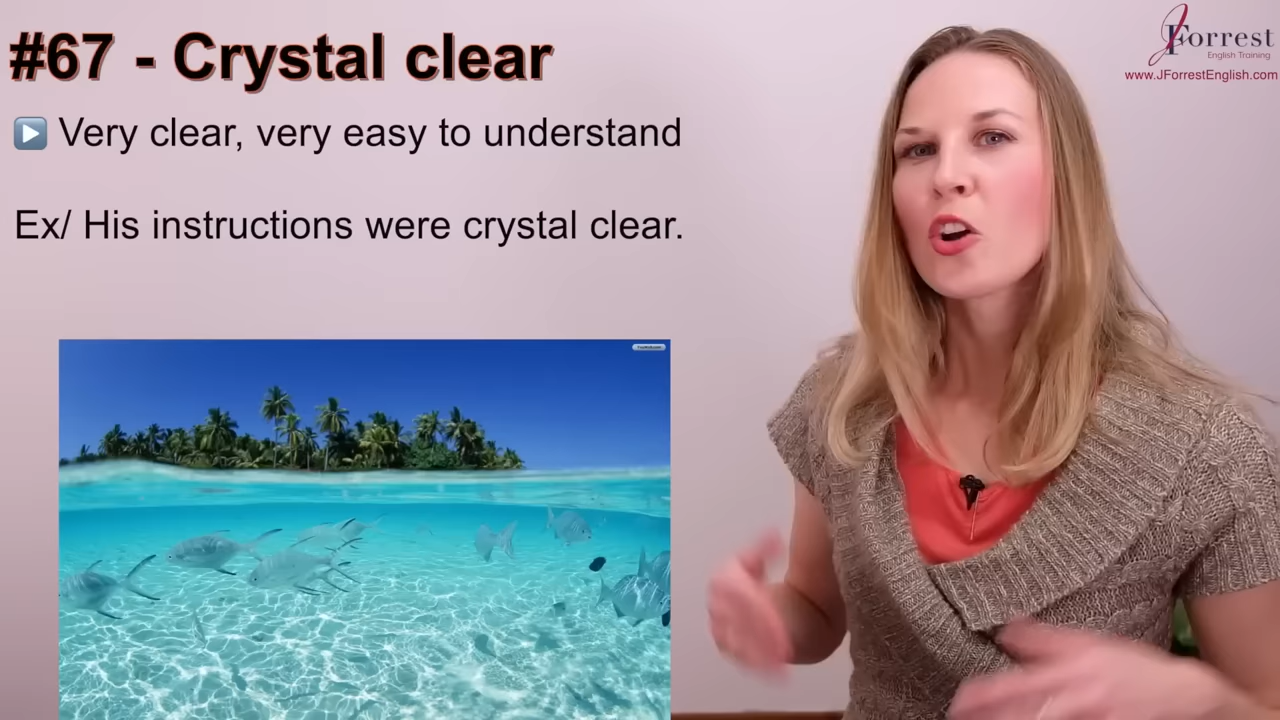 #67 - Crystal clear
Very clear, very easy to understand
Ex/ His instructions were crystal clear.
JForrest
English Training
www.JForrestEnglish.com